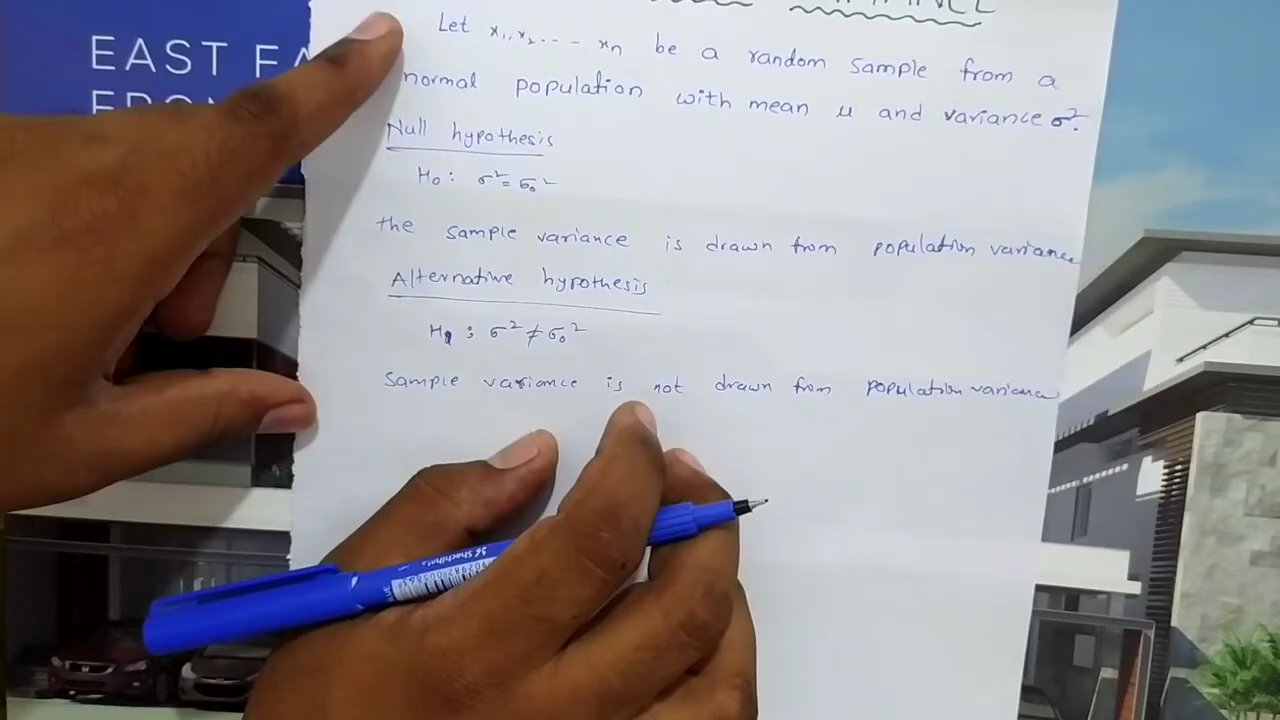 EAST
Let x₁, x₂ .... xn be a random sample from a
normal population with mean μ and variance σ².
Null hypothesis
H₀ : σ² = σ₀²
the sample variance is drawn from population variance
Alternative hypothesis
H₁ : σ² ≠ σ₀²
Sample variance is not drawn from population variance